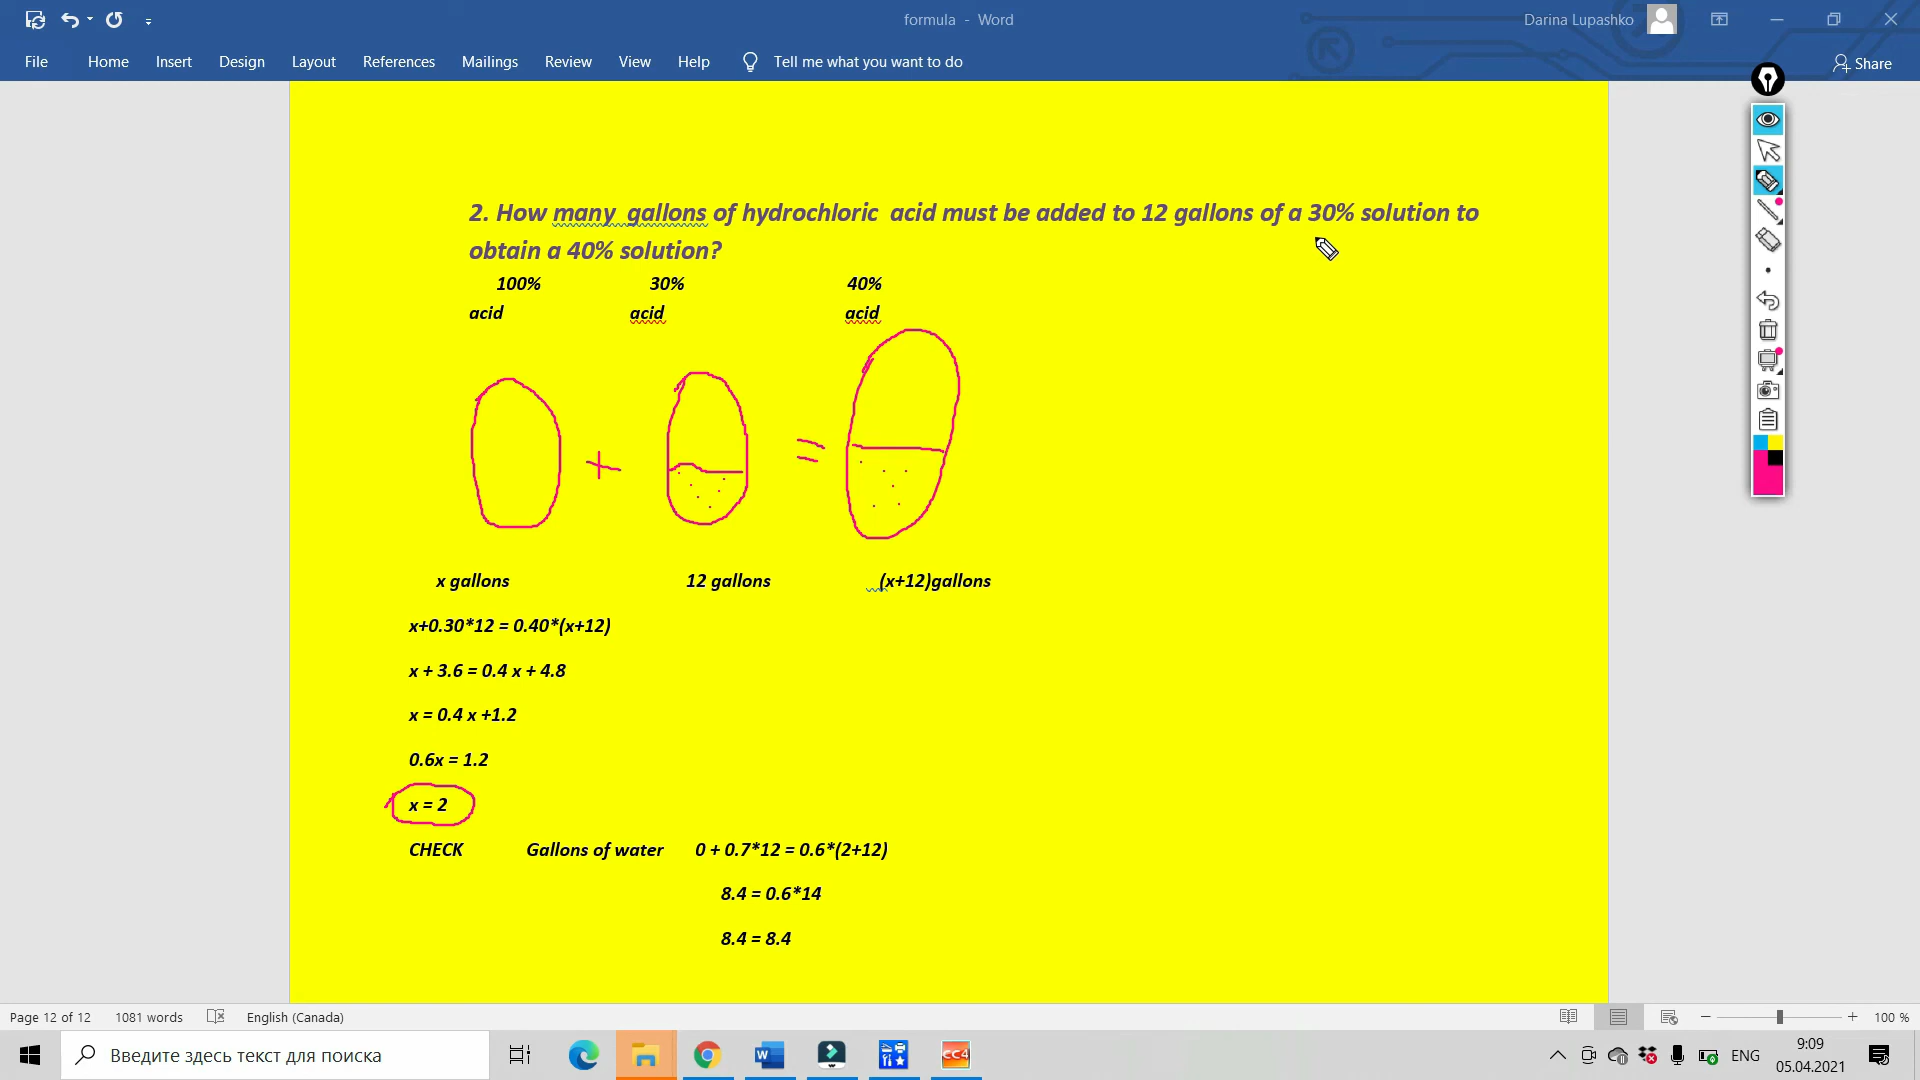 formula - Word
Darina Lupashko
File Home Insert Design Layout References Mailings Review View Help Tell me what you want to do
Share
2. How many gallons of hydrochloric acid must be added to 12 gallons of a 30% solution to
obtain a 40% solution?
100% 30% 40%
acid acid acid
+ =
x gallons 12 gallons (x+12)gallons
x+0.30*12 = 0.40*(x+12)
x + 3.6 = 0.4 x + 4.8
x = 0.4 x +1.2
0.6x = 1.2
x = 2
CHECK Gallons of water 0 + 0.7*12 = 0.6*(2+12)
8.4 = 0.6*14
8.4 = 8.4
Page 12 of 12 1081 words English (Canada) 100 %
Введите здесь текст для поиска
CC4
ENG
9:09
05.04.2021